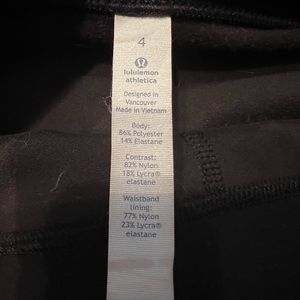 4
lululemon
athletica
Designed in
Vancouver
Made in Vietnam
Body:
86% Polyester
14% Elastane
Contrast:
82% Nylon
18% Lycra®
elastane
Waistband
lining:
77% Nylon
23% Lycra®
elastane